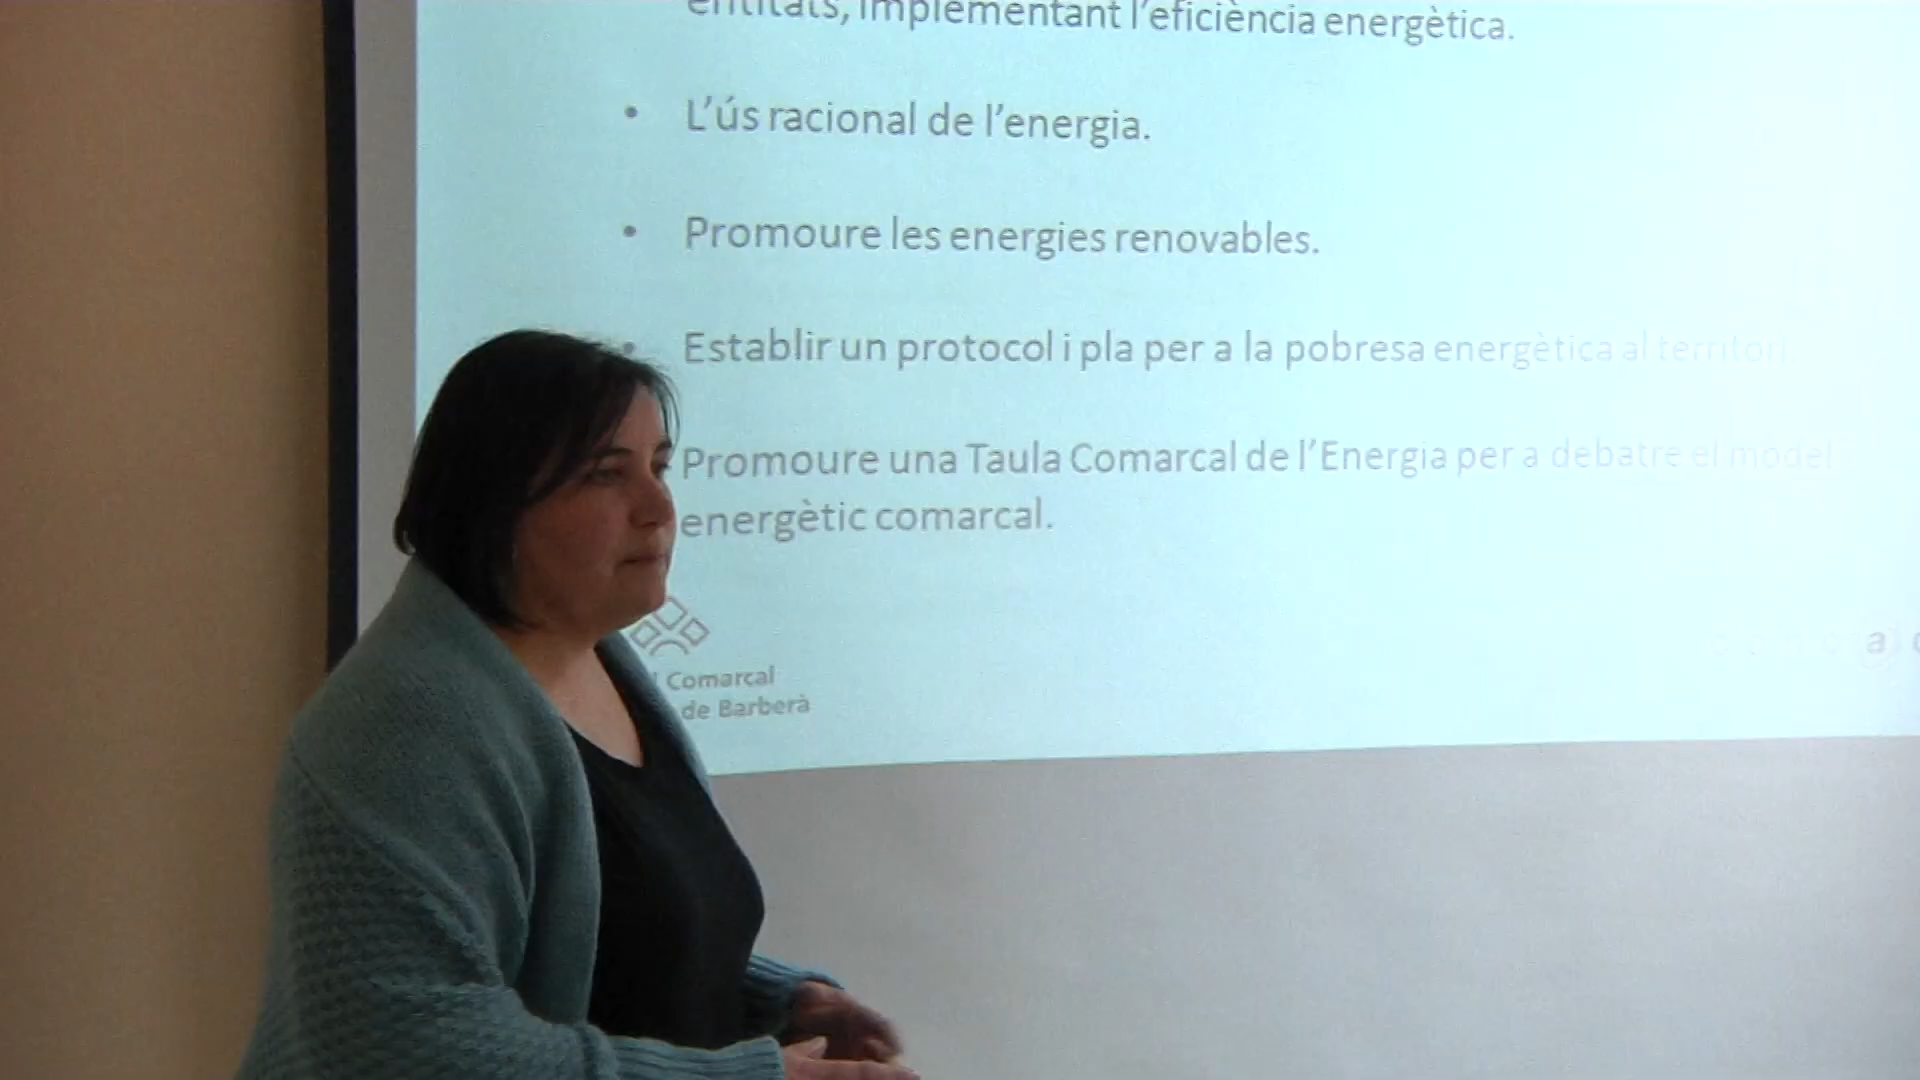 entitats, implementant l'eficiència energètica.
• L'ús racional de l'energia.
• Promoure les energies renovables.
• Establir un protocol i pla per a la pobresa energètica al territori.
Promoure una Taula Comarcal de l'Energia per a debatre el model
energètic comarcal.
Comarcal
de Barberà